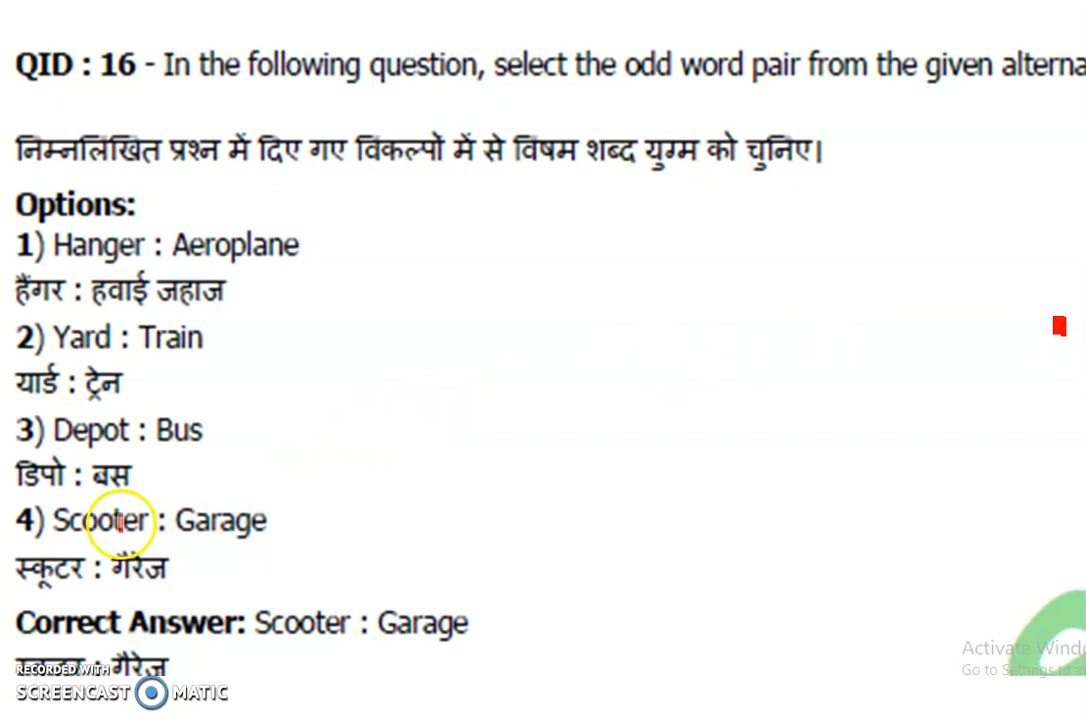 QID : 16 - In the following question, select the odd word pair from the given alterna
निम्नलिखित प्रश्न में दिए गए विकल्पों में से विषम शब्द युग्म को चुनिए।
Options:
1) Hanger : Aeroplane
हैंगर : हवाई जहाज
2) Yard : Train
यार्ड : ट्रेन
3) Depot : Bus
डिपो : बस
4) Scooter : Garage
स्कूटर : गैरेज
Correct Answer: Scooter : Garage
स्कूटर : गैरेज
RECORDED WITH
SCREENCAST MATIC
Activate Windo
Go to Settings to a